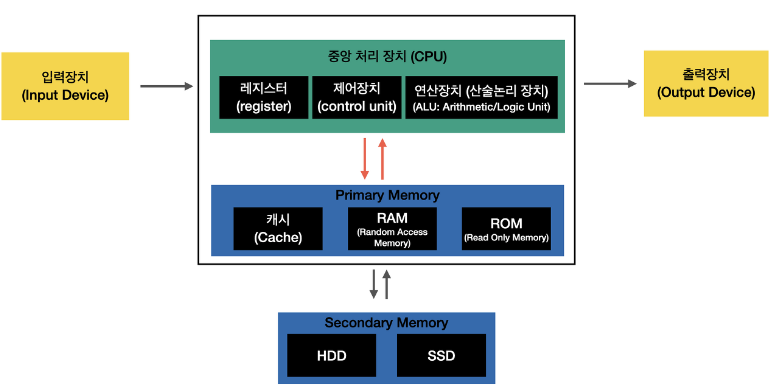 중앙 처리 장치 (CPU)
입력장치
(Input Device)
레지스터
(register)
제어장치
(control unit)
연산장치 (산술논리 장치)
(ALU: Arithmetic/Logic Unit)
출력장치
(Output Device)
Primary Memory
캐시
(Cache)
RAM
(Random Access
Memory)
ROM
(Read Only Memory)
Secondary Memory
HDD
SSD